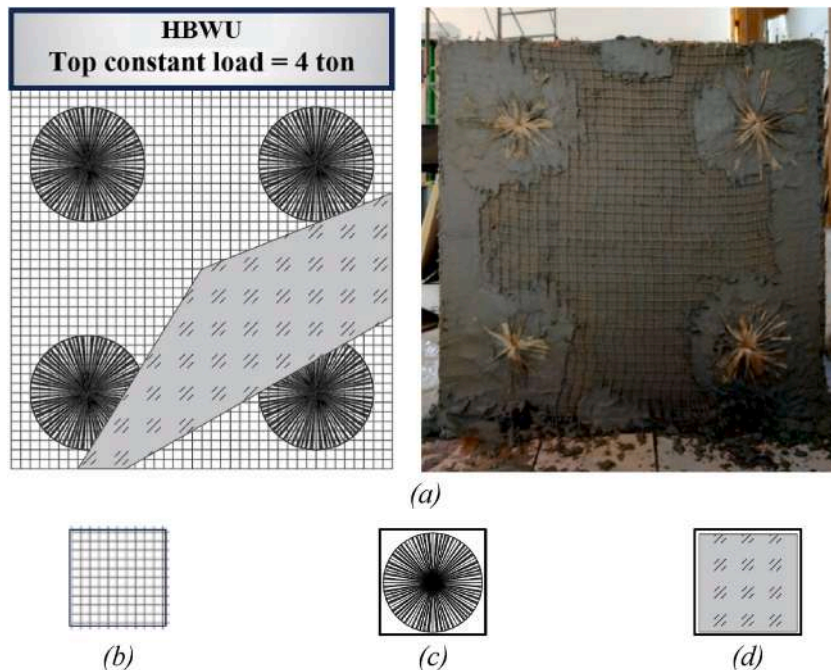 HBWU
Top constant load = 4 ton
(a)
(b)
(c)
(d)